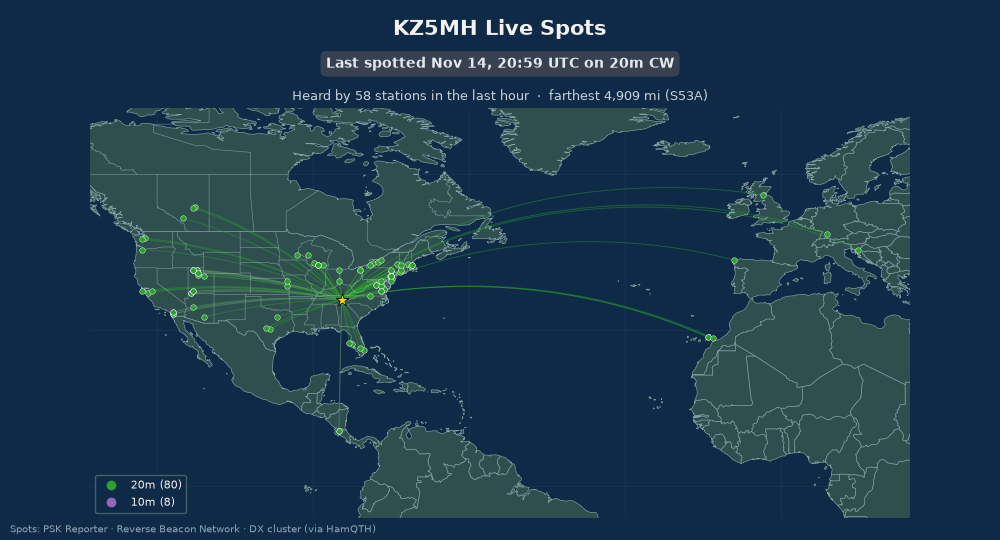 KZ5MH Live Spots
Last spotted Nov 14, 20:59 UTC on 20m CW
Heard by 58 stations in the last hour · farthest 4,909 mi (S53A)
20m (80)
10m (8)
Spots: PSK Reporter · Reverse Beacon Network · DX cluster (via HamQTH)